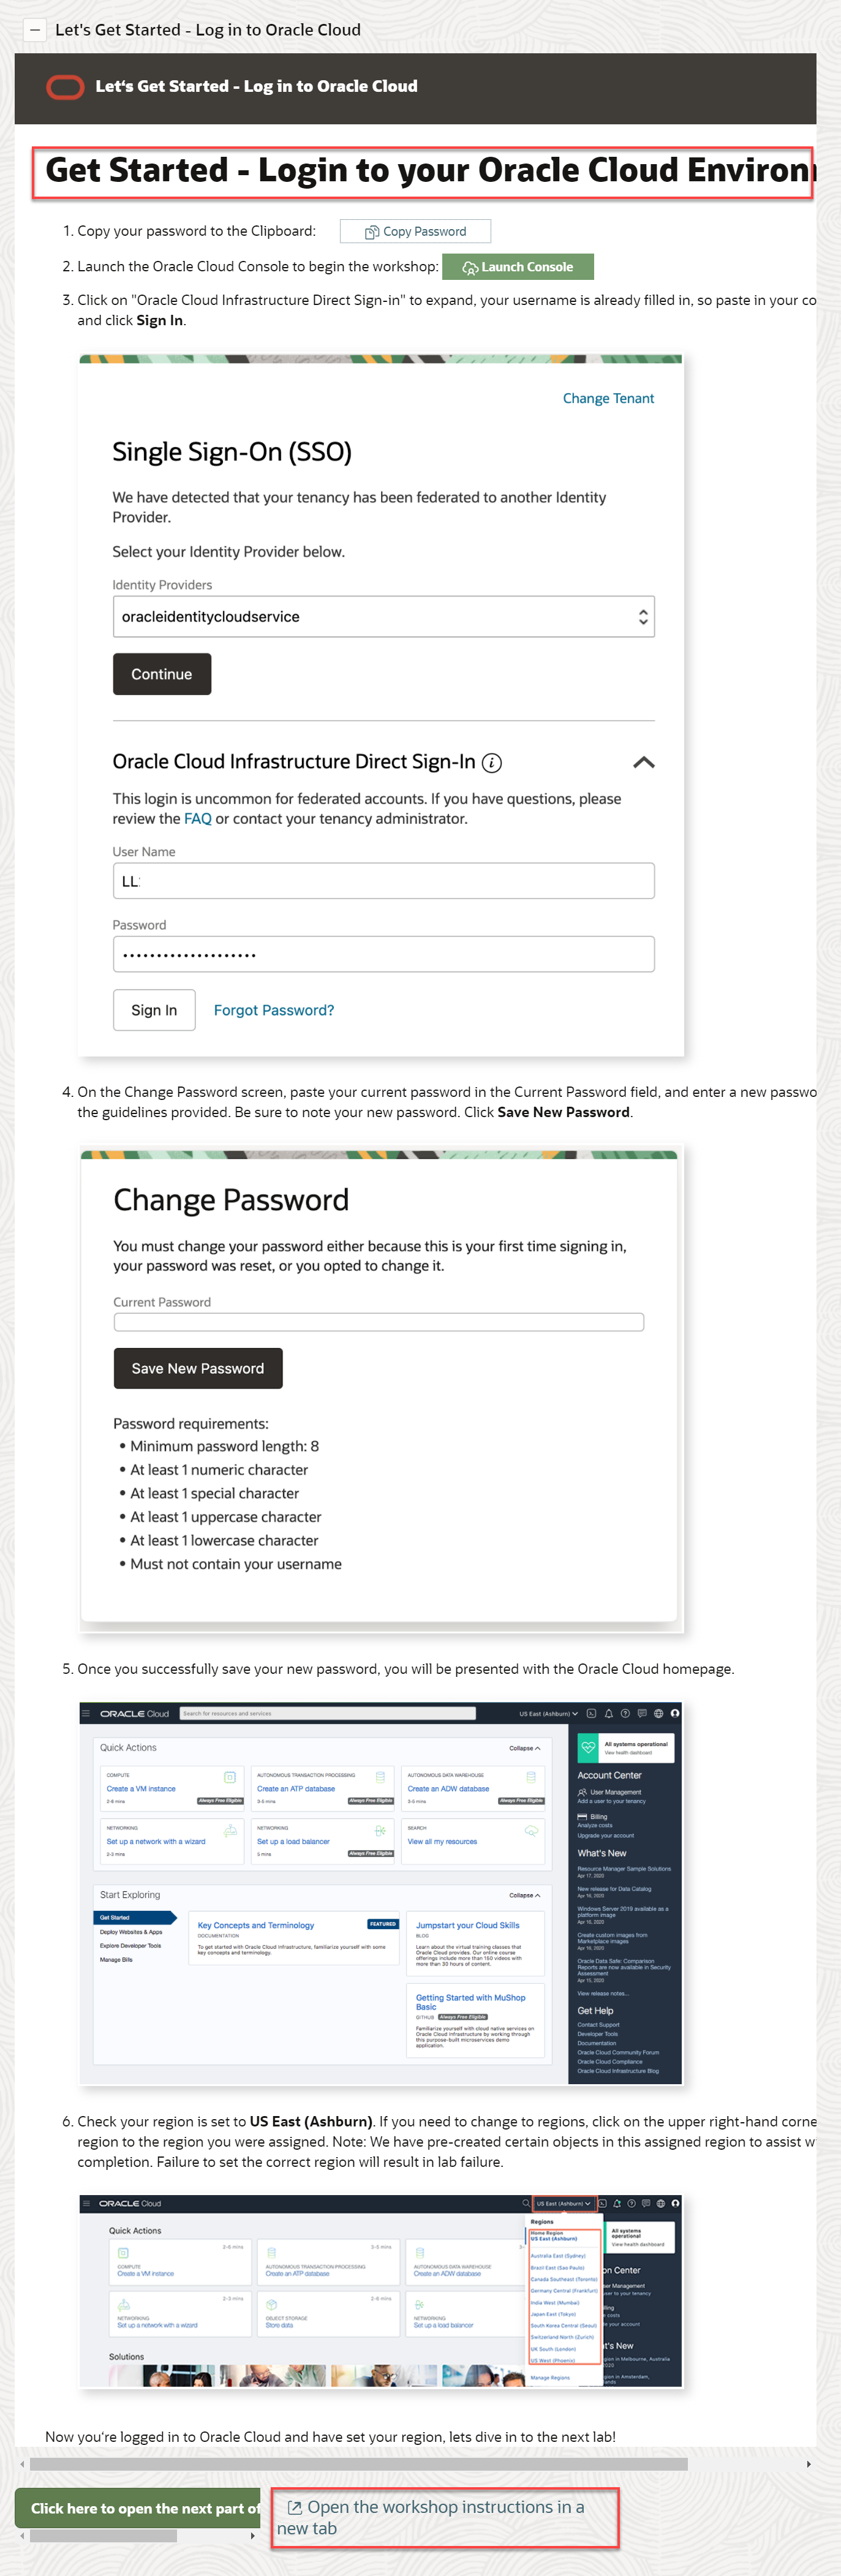 Let's Get Started - Log in to Oracle Cloud
Let's Get Started - Log in to Oracle Cloud
Get Started - Login to your Oracle Cloud Environ
1. Copy your password to the Clipboard: Copy Password
2. Launch the Oracle Cloud Console to begin the workshop: Launch Console
3. Click on "Oracle Cloud Infrastructure Direct Sign-in" to expand, your username is already filled in, so paste in your co
and click Sign In.
Change Tenant
Single Sign-On (SSO)
We have detected that your tenancy has been federated to another Identity
Provider.
Select your Identity Provider below.
Identity Providers
oracleidentitycloudservice
Continue
Oracle Cloud Infrastructure Direct Sign-In
This login is uncommon for federated accounts. If you have questions, please
review the FAQ or contact your tenancy administrator.
User Name
LL
Password
Sign In Forgot Password?
4. On the Change Password screen, paste your current password in the Current Password field, and enter a new passwo
the guidelines provided. Be sure to note your new password. Click Save New Password.
Change Password
You must change your password either because this is your first time signing in,
your password was reset, or you opted to change it.
Current Password
Save New Password
Password requirements:
• Minimum password length: 8
• At least 1 numeric character
• At least 1 special character
• At least 1 uppercase character
• At least 1 lowercase character
• Must not contain your username
5. Once you successfully save your new password, you will be presented with the Oracle Cloud homepage.
ORACLE Cloud Search for resources and services US East (Ashburn)
Quick Actions Collapse
COMPUTE AUTONOMOUS TRANSACTION PROCESSING AUTONOMOUS DATA WAREHOUSE
Create a VM instance Create an ATP database Create an ADW database
2-6 mins Always Free Eligible 3-5 mins Always Free Eligible 3-5 mins Always Free Eligible
NETWORKING NETWORKING SEARCH
Set up a network with a wizard Set up a load balancer View all my resources
2-3 mins 5 mins Always Free Eligible
Start Exploring Collapse
Get Started
Deploy Websites & Apps
Explore Developer Tools
Manage Bills
Key Concepts and Terminology FEATURED
DOCUMENTATION
To get started with Oracle Cloud Infrastructure, familiarize yourself with some
key concepts and terminology.
Jumpstart your Cloud Skills
BLOG
Learn about the virtual training classes that
Oracle Cloud provides. Our online course
offerings include more than 150 videos with
more than 30 hours of content.
Getting Started with MuShop
Basic
GITHUB Always Free Eligible
Familiarize yourself with cloud native services on
Oracle Cloud Infrastructure by working through
this purpose-built microservices demo
application.
All systems operational
View health dashboard
Account Center
User Management
Add a user to your tenancy
Billing
Analyze costs
Upgrade your account
What's New
Resource Manager Sample Solutions
Apr 17, 2020
New release for Data Catalog
Apr 16, 2020
Windows Server 2019 available as a
platform image
Apr 16, 2020
Create custom images from
Marketplace images
Apr 16, 2020
Oracle Data Safe: Comparison
Reports are now available in Security
Assessment
Apr 15, 2020
View release notes...
Get Help
Contact Support
Developer Tools
Documentation
Oracle Cloud Community Forum
Oracle Cloud Compliance
Oracle Cloud Infrastructure Blog
6. Check your region is set to US East (Ashburn). If you need to change to regions, click on the upper right-hand corne
region to the region you were assigned. Note: We have pre-created certain objects in this assigned region to assist w
completion. Failure to set the correct region will result in lab failure.
ORACLE Cloud US East (Ashburn)
Quick Actions
2-6 mins 3-5 mins 3-
COMPUTE AUTONOMOUS TRANSACTION PROCESSING AUTONOMOUS DATA WAREHOUSE
Create a VM instance Create an ATP database Create an ADW database
2-3 mins 2-6 mins
NETWORKING OBJECT STORAGE NETWORKING
Set up a network with a wizard Store data Set up a load balancer
Solutions
Regions
Home Region
US East (Ashburn)
Australia East (Sydney)
Brazil East (Sao Paulo)
Canada Southeast (Toronto)
Germany Central (Frankfurt)
India West (Mumbai)
Japan East (Tokyo)
South Korea Central (Seoul)
Switzerland North (Zurich)
UK South (London)
US West (Phoenix)
Manage Regions
All systems
operational
View health dashboard
on Center
ser Management
ser to your tenancy
lling
costs
your account
t's New
gion in Melbourne, Australia
2020
gion in Amsterdam,
ands
Now you're logged in to Oracle Cloud and have set your region, lets dive in to the next lab!
Click here to open the next part of
Open the workshop instructions in a
new tab